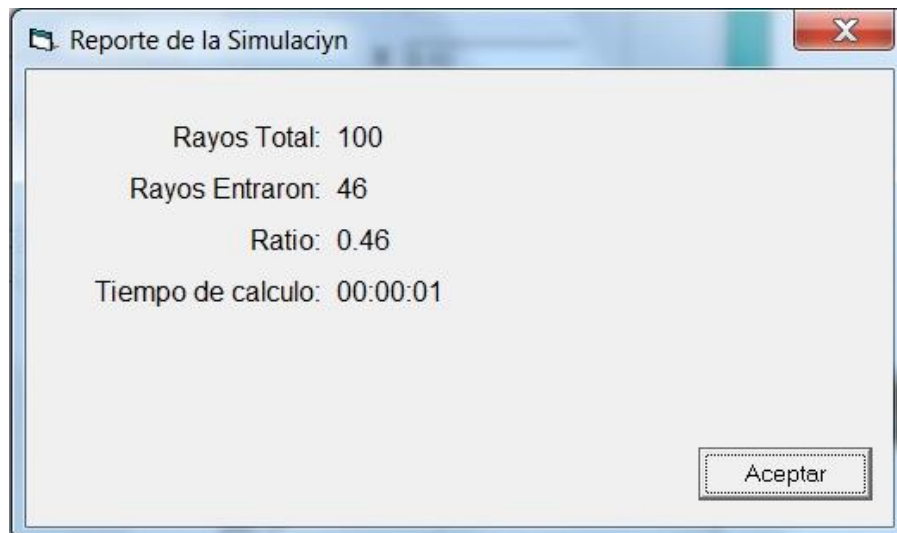 Reporte de la Simulaciyn
Rayos Total: 100
Rayos Entraron: 46
Ratio: 0.46
Tiempo de calculo: 00:00:01
Aceptar